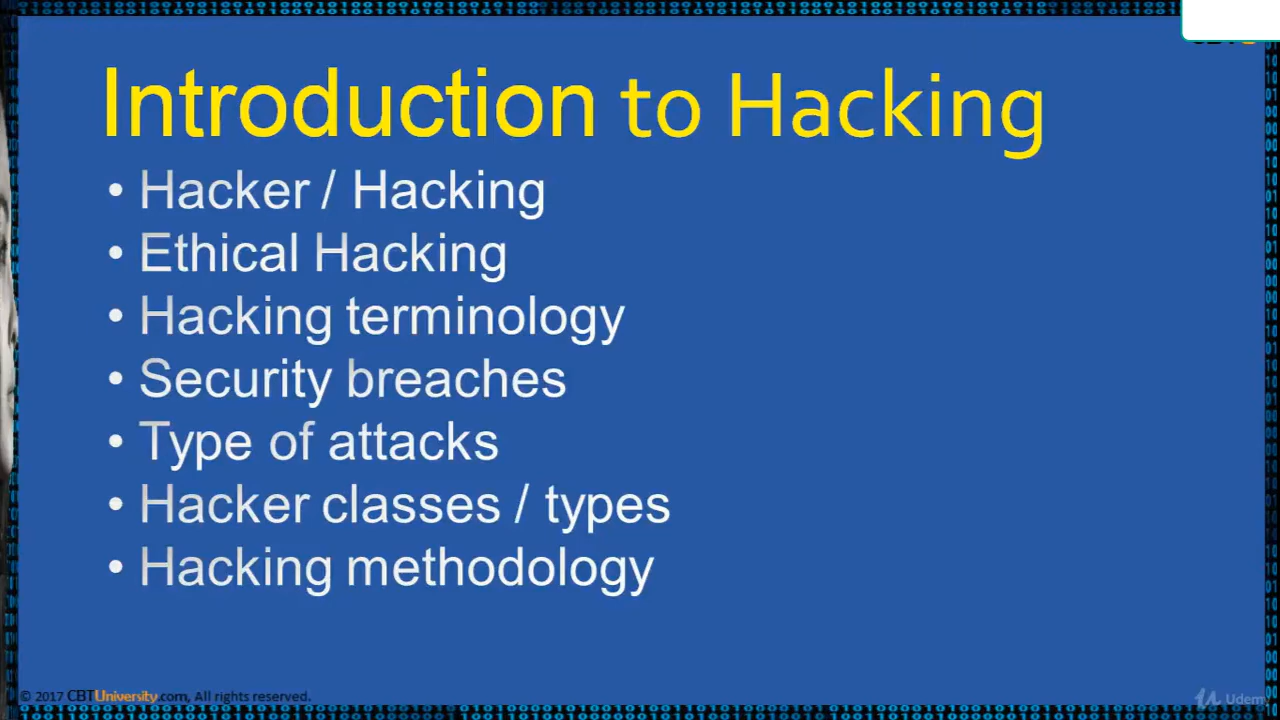 Introduction to Hacking
• Hacker / Hacking
• Ethical Hacking
• Hacking terminology
• Security breaches
• Type of attacks
• Hacker classes / types
• Hacking methodology
© 2017 CBTUniversity.com, All rights reserved.
Udem